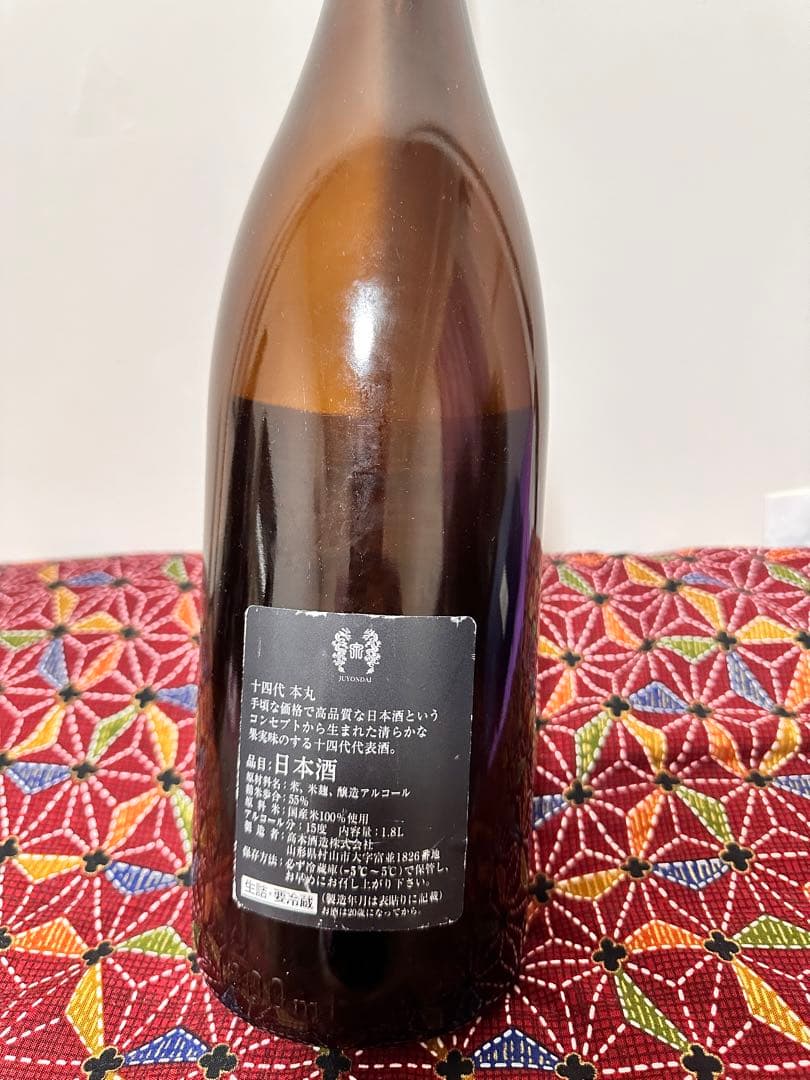 JUYONDAI
十四代 本丸
手頃な価格で高品質な日本酒という
コンセプトから生まれた清らかな
果実味のする十四代代表酒。
品目:日本酒
原材料名:米、米麹、醸造アルコール
精米歩合:55%
原料米:国産米100%使用
アルコール分:15度 内容量:1.8L
製造者:高木酒造株式会社
山形県村山市大字富並1826番地
保存方法:必ず冷蔵庫(-5℃〜5℃)で保管し、
お早めにお召し上がり下さい。
生詰・要冷蔵 (製造年月は表貼りに記載)
お酒は20歳になってから。